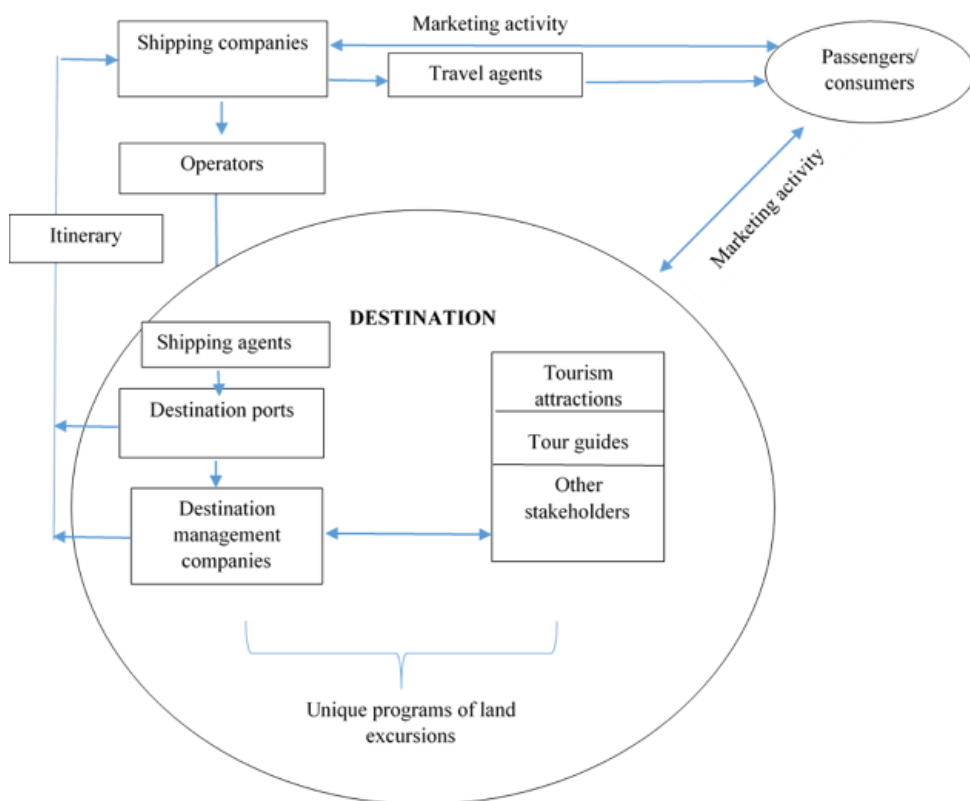 Marketing activity
Shipping companies
Travel agents
Passengers/
consumers
Operators
Marketing activity
Itinerary
DESTINATION
Shipping agents
Tourism
attractions
Destination ports
Tour guides
Other
stakeholders
Destination
management
companies
Unique programs of land
excursions